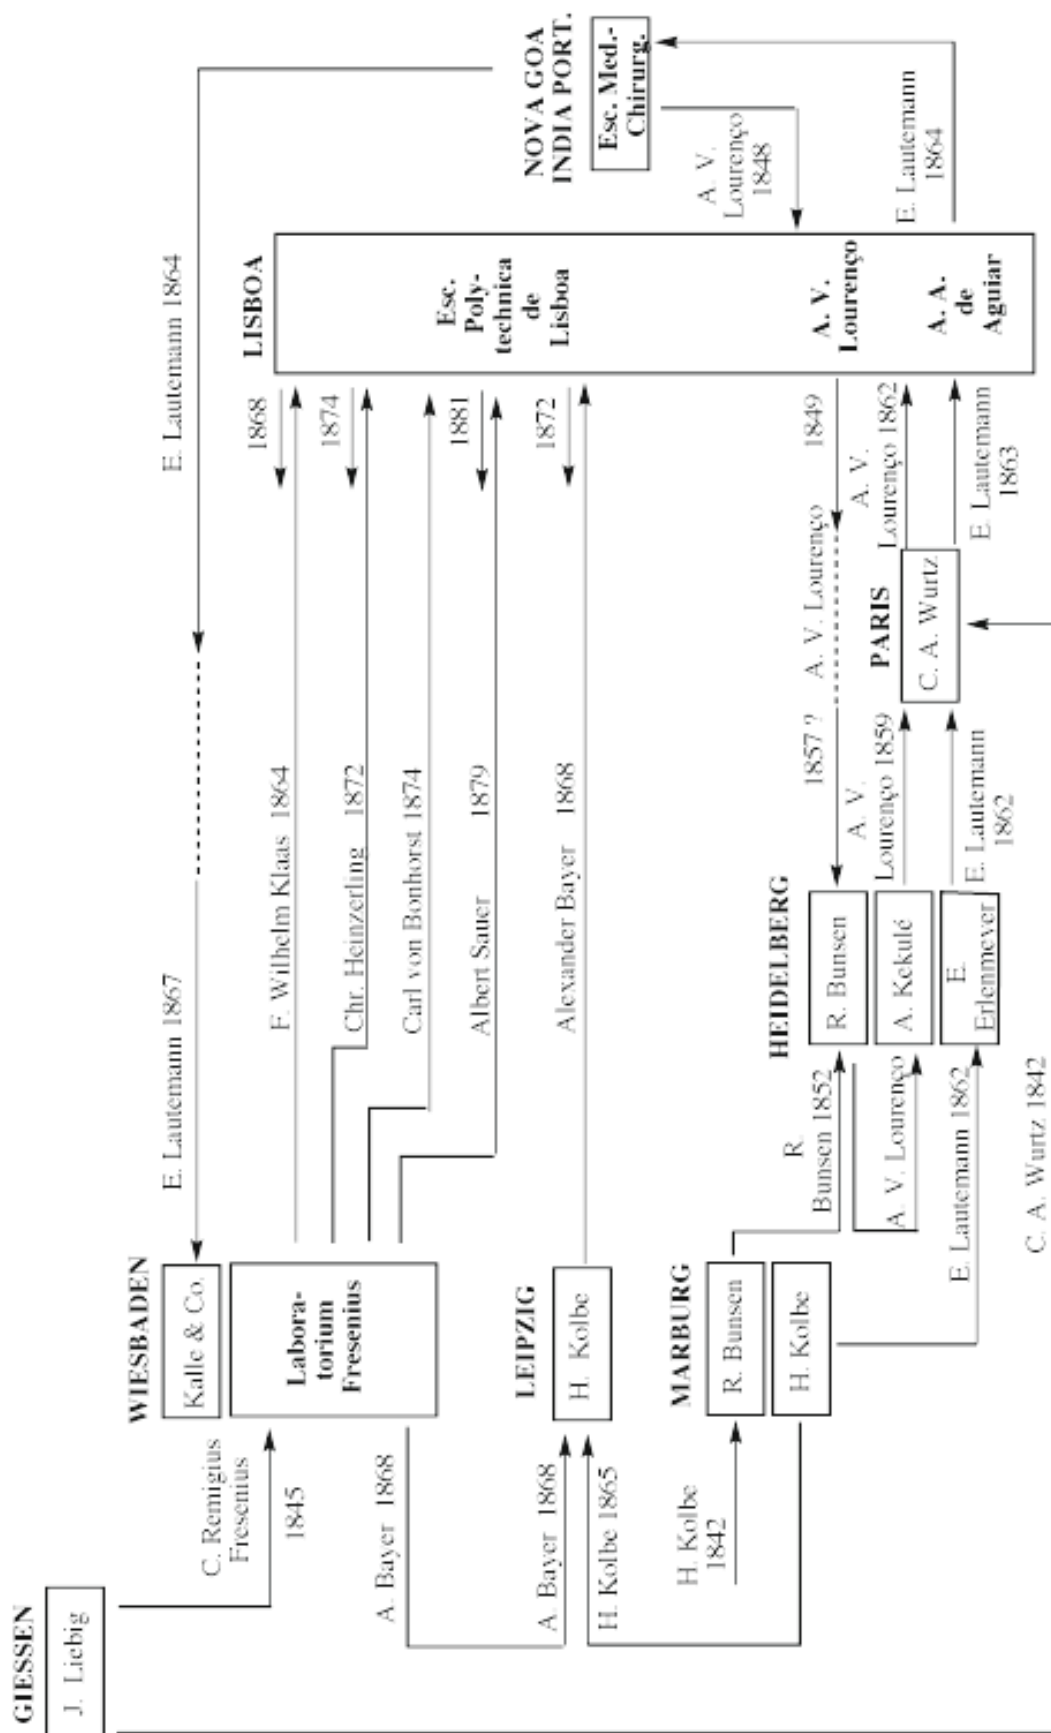 GIESSEN
J. Liebig
C. Remigius
Fresenius
1845
WIESBADEN
Kalle & Co.
Labora-
torium
Fresenius
E. Lautemann 1867
E. Lautemann 1864
F. Wilhelm Klaas 1864
1868
Chr. Heinzerling 1872
1874
Carl von Bonhorst 1874
Albert Sauer 1879
1881
Alexander Bayer 1868
1872
A. Bayer 1868
A. Bayer 1868
H. Kolbe 1865
LEIPZIG
H. Kolbe
H. Kolbe
1842
MARBURG
R. Bunsen
H. Kolbe
R.
Bunsen 1852
A. V. Lourenço
E. Lautemann 1862
C. A. Wurtz 1842
HEIDELBERG
R. Bunsen
A. Kekulé
E.
Erlenmeyer
1857 ? A. V. Lourenço
1849
A. V.
Lourenço 1859
E. Lautemann
1862
PARIS
C. A. Wurtz
A. V.
Lourenço 1862
E. Lautemann
1863
LISBOA
Esc.
Poly-
technica
de
Lisboa
A. V.
Lourenço
A. A.
de
Aguiar
NOVA GOA
INDIA PORT.
Esc. Med.-
Chirurg.
A. V.
Lourenço
1848
E. Lautemann
1864